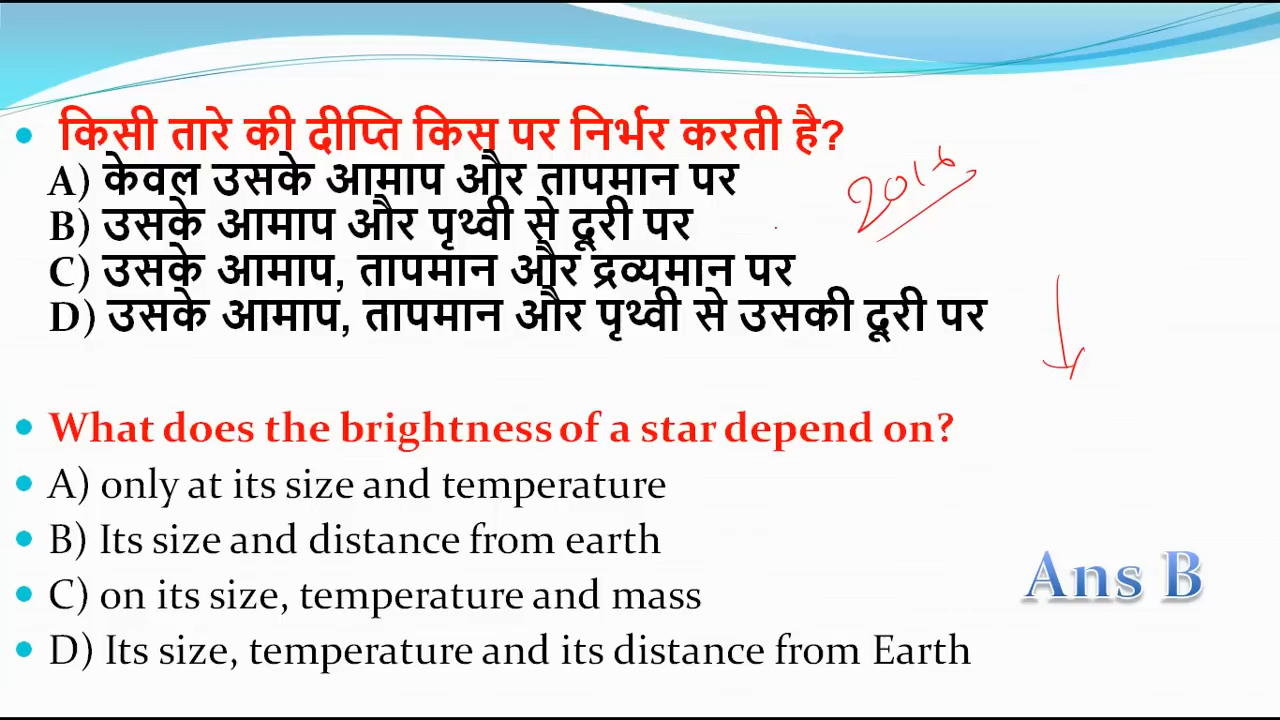 • किसी तारे की दीप्ति किस पर निर्भर करती है?
A) केवल उसके आमाप और तापमान पर
B) उसके आमाप और पृथ्वी से दूरी पर
C) उसके आमाप, तापमान और द्रव्यमान पर
D) उसके आमाप, तापमान और पृथ्वी से उसकी दूरी पर
• What does the brightness of a star depend on?
• A) only at its size and temperature
• B) Its size and distance from earth
• C) on its size, temperature and mass
• D) Its size, temperature and its distance from Earth
Ans B